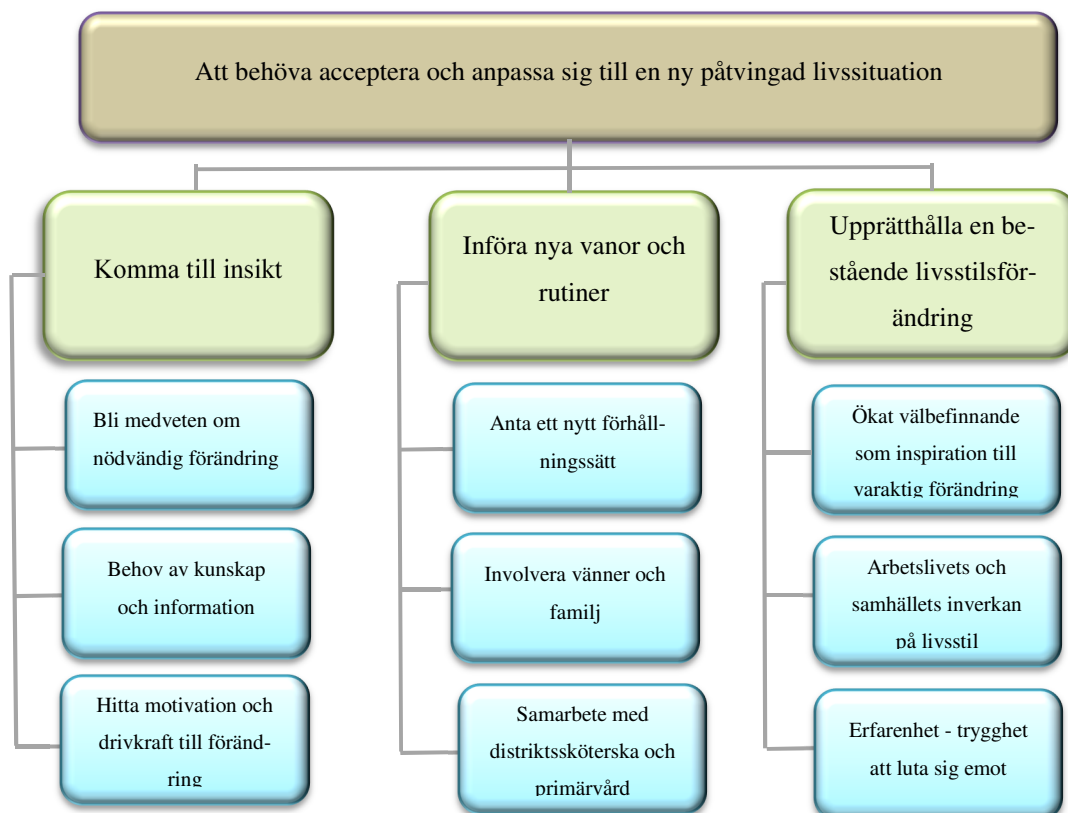 Att behöva acceptera och anpassa sig till en ny påtvingad livssituation
Komma till insikt
Bli medveten om
nödvändig förändring
Behov av kunskap
och information
Hitta motivation och
drivkraft till föränd-
ring
Införa nya vanor och
rutiner
Anta ett nytt förhåll-
ningssätt
Involvera vänner och
familj
Samarbete med
distriktssköterska och
primärvård
Upprätthålla en be-
stående livsstilsför-
ändring
Ökat välbefinnande
som inspiration till
varaktig förändring
Arbetslivets och
samhällets inverkan
på livsstil
Erfarenhet - trygghet
att luta sig emot